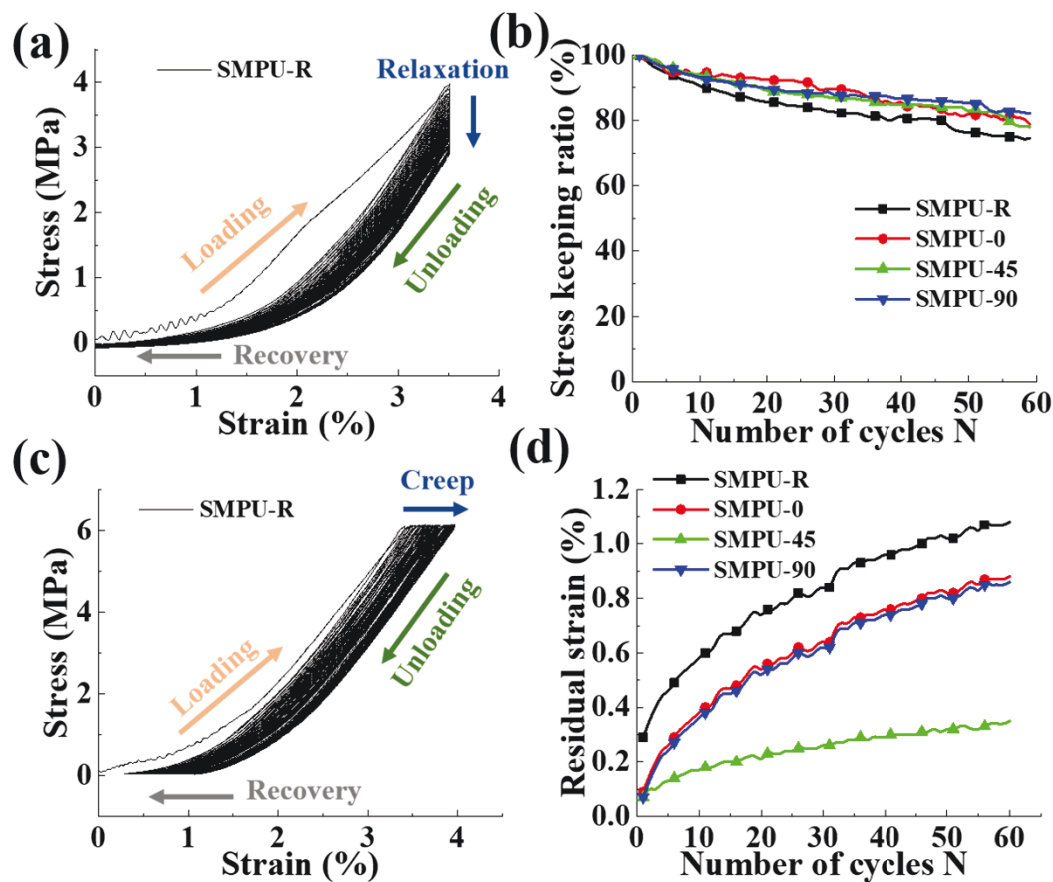 (a)
SMPU-R
Relaxation
Loading
Unloading
Recovery
Stress (MPa)
4
3
2
1
0
0 1 2 3 4
Strain (%)
(b)
Stress keeping ratio (%)
100
80
60
40
20
0
SMPU-R
SMPU-0
SMPU-45
SMPU-90
0 10 20 30 40 50 60
Number of cycles N
(c)
SMPU-R
Creep
Loading
Unloading
Recovery
Stress (MPa)
6
4
2
0
0 1 2 3 4
Strain (%)
(d)
SMPU-R
SMPU-0
SMPU-45
SMPU-90
Residual strain (%)
1.2
1.0
0.8
0.6
0.4
0.2
0.0
0 10 20 30 40 50 60
Number of cycles N